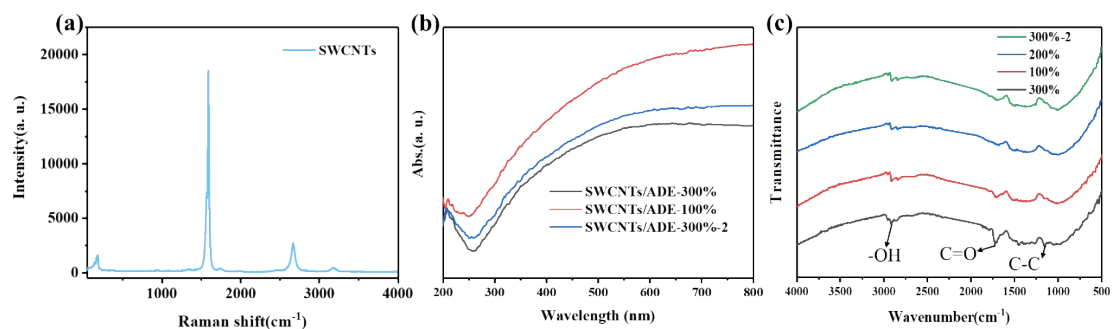 (a)
SWCNTs
Intensity(a. u.)
20000
15000
10000
5000
0
1000
2000
3000
4000
Raman shift(cm-1)
(b)
Abs.(a. u.)
SWCNTs/ADE-300%
SWCNTs/ADE-100%
SWCNTs/ADE-300%-2
200
300
400
500
600
700
800
Wavelength (nm)
(c)
300%-2
200%
100%
300%
Transmittance
-OH
C=O
C-C
4000
3500
3000
2500
2000
1500
1000
500
Wavenumber(cm-1)